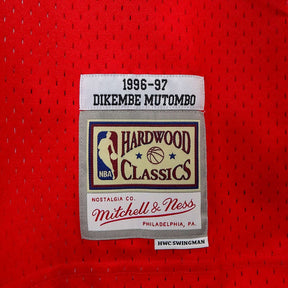 1996-97
DIKEMBE MUTOMBO
HARDWOOD
NBA
CLASSICS
NOSTALGIA CO.
Mitchell & Ness
PHILADELPHIA, PA.
HWC SWINGMAN